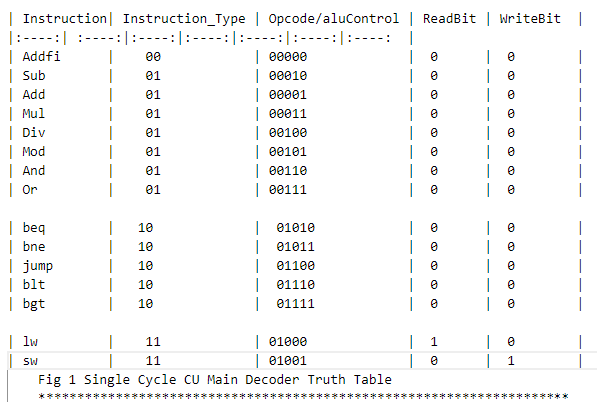 | Instruction| Instruction_Type | Opcode/aluControl | ReadBit | WriteBit |
|:----:| :----:|:----:|:----:|:----:|:----: |
| Addfi | 00 | 00000 | 0 | 0 |
| Sub | 01 | 00010 | 0 | 0 |
| Add | 01 | 00001 | 0 | 0 |
| Mul | 01 | 00011 | 0 | 0 |
| Div | 01 | 00100 | 0 | 0 |
| Mod | 01 | 00101 | 0 | 0 |
| And | 01 | 00110 | 0 | 0 |
| Or | 01 | 00111 | 0 | 0 |
| beq | 10 | 01010 | 0 | 0 |
| bne | 10 | 01011 | 0 | 0 |
| jump | 10 | 01100 | 0 | 0 |
| blt | 10 | 01110 | 0 | 0 |
| bgt | 10 | 01111 | 0 | 0 |
| lw | 11 | 01000 | 1 | 0 |
| sw | 11 | 01001 | 0 | 1 |
Fig 1 Single Cycle CU Main Decoder Truth Table
**********************************************************************